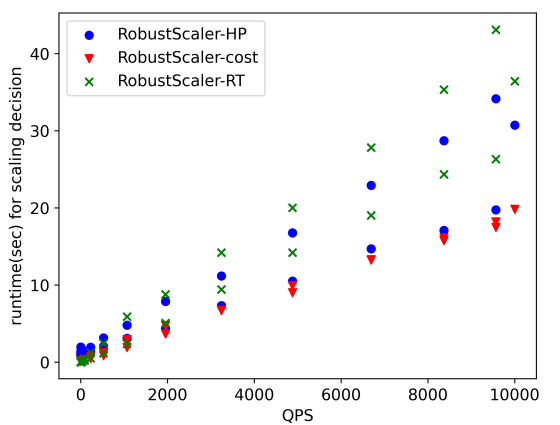 RobustScaler-HP
RobustScaler-cost
RobustScaler-RT
runtime(sec) for scaling decision
40
30
20
10
0
0 2000 4000 6000 8000 10000
QPS